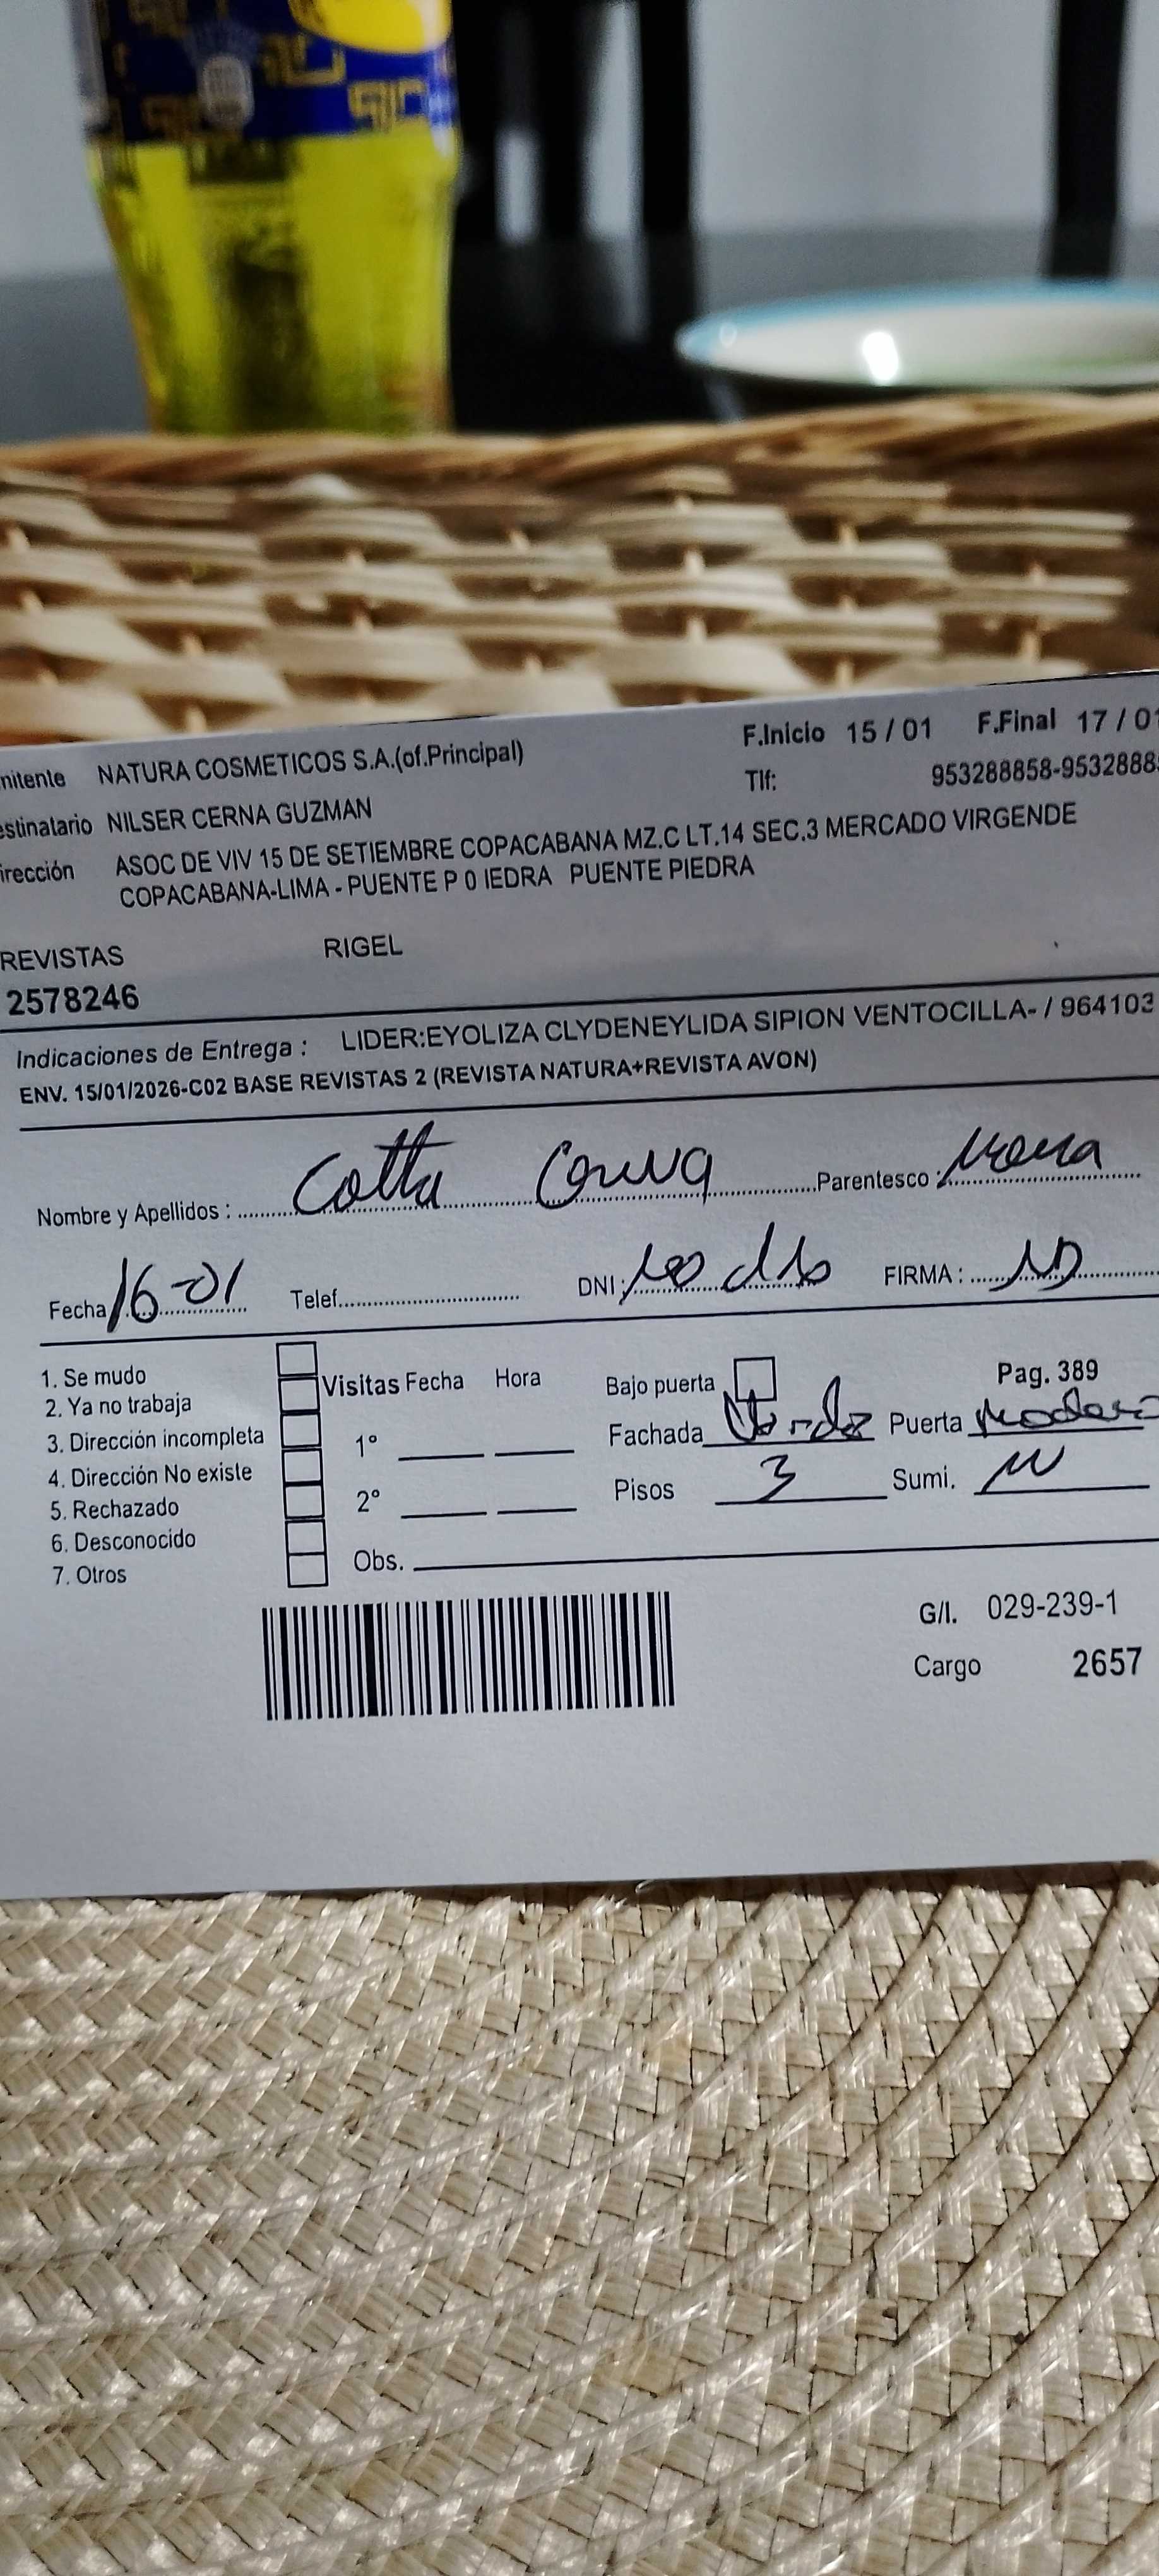 F.Inicio 15 / 01 F.Final 17 / 01
nitente NATURA COSMETICOS S.A.(of.Principal)
Tlf: 953288858-9532888
estinatario NILSER CERNA GUZMAN
irección ASOC DE VIV 15 DE SETIEMBRE COPACABANA MZ.C LT.14 SEC.3 MERCADO VIRGENDE
COPACABANA-LIMA - PUENTE P 0 IEDRA PUENTE PIEDRA
REVISTAS RIGEL
2578246
Indicaciones de Entrega : LIDER:EYOLIZA CLYDENEYLIDA SIPION VENTOCILLA- / 964103
ENV. 15/01/2026-C02 BASE REVISTAS 2 (REVISTA NATURA+REVISTA AVON)
Nombre y Apellidos : Parentesco :
Fecha 16-01 Telef. DNI: FIRMA :
1. Se mudo
2. Ya no trabaja
3. Dirección incompleta
4. Dirección No existe
5. Rechazado
6. Desconocido
7. Otros
Visitas Fecha Hora
1°
2°
Obs.
Bajo puerta
Pag. 389
Fachada Puerta
Pisos 3 Sumi.
G/I. 029-239-1
Cargo 2657